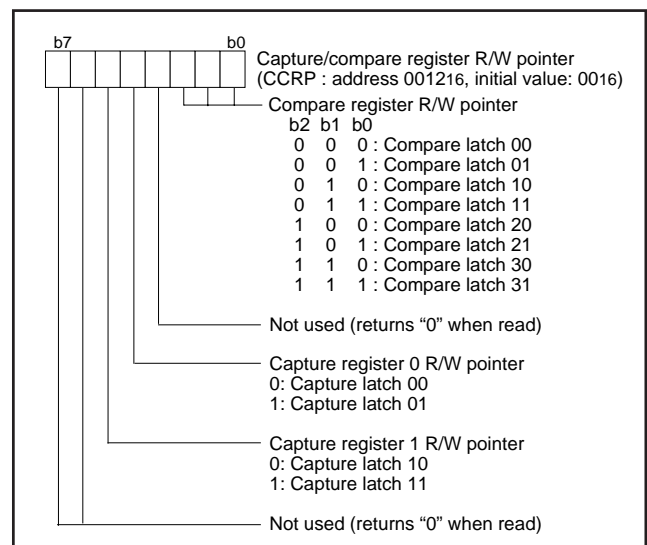 b7 b0
Capture/compare register R/W pointer
(CCRP : address 001216, initial value: 0016)
Compare register R/W pointer
b2 b1 b0
0 0 0 : Compare latch 00
0 0 1 : Compare latch 01
0 1 0 : Compare latch 10
0 1 1 : Compare latch 11
1 0 0 : Compare latch 20
1 0 1 : Compare latch 21
1 1 0 : Compare latch 30
1 1 1 : Compare latch 31
Not used (returns “0” when read)
Capture register 0 R/W pointer
0: Capture latch 00
1: Capture latch 01
Capture register 1 R/W pointer
0: Capture latch 10
1: Capture latch 11
Not used (returns “0” when read)